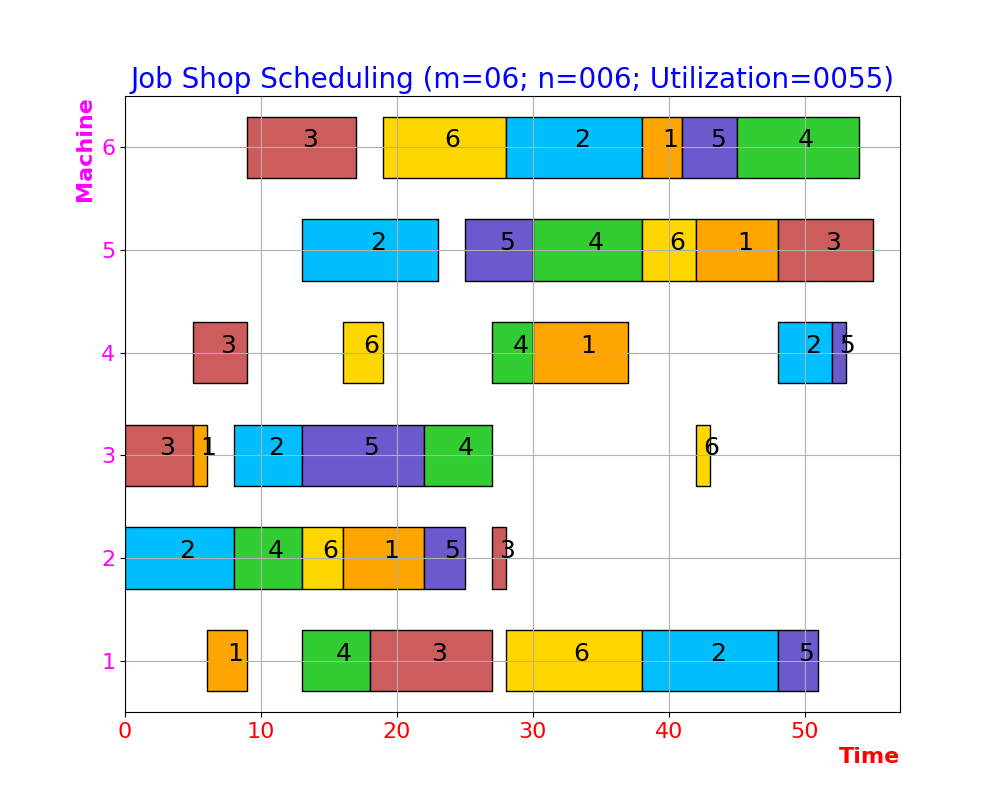 Job Shop Scheduling (m=06; n=006; Utilization=0055)
Machine
6 3 6 2 1 5 4
5 2 5 4 6 1 3
4 3 6 4 1 2 5
3 3 1 2 5 4 6
2 2 4 6 1 5 3
1 1 4 3 6 2 5
0 10 20 30 40 50
Time